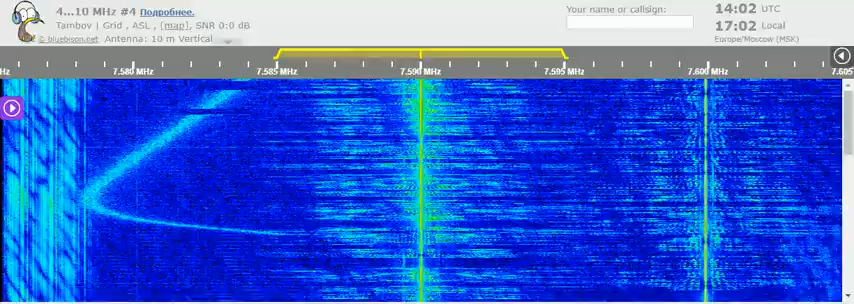 4...10 MHz #4 Подробнее.
Tambov | Grid , ASL , [map], SNR 0:0 dB
© bluebison.net Antenna: 10 m Vertical
Your name or callsign:
14:02 UTC
17:02 Local
Europe/Moscow (MSK)
Hz 7.580 MHz 7.585 MHz 7.590 MHz 7.595 MHz 7.600 MHz 7.605